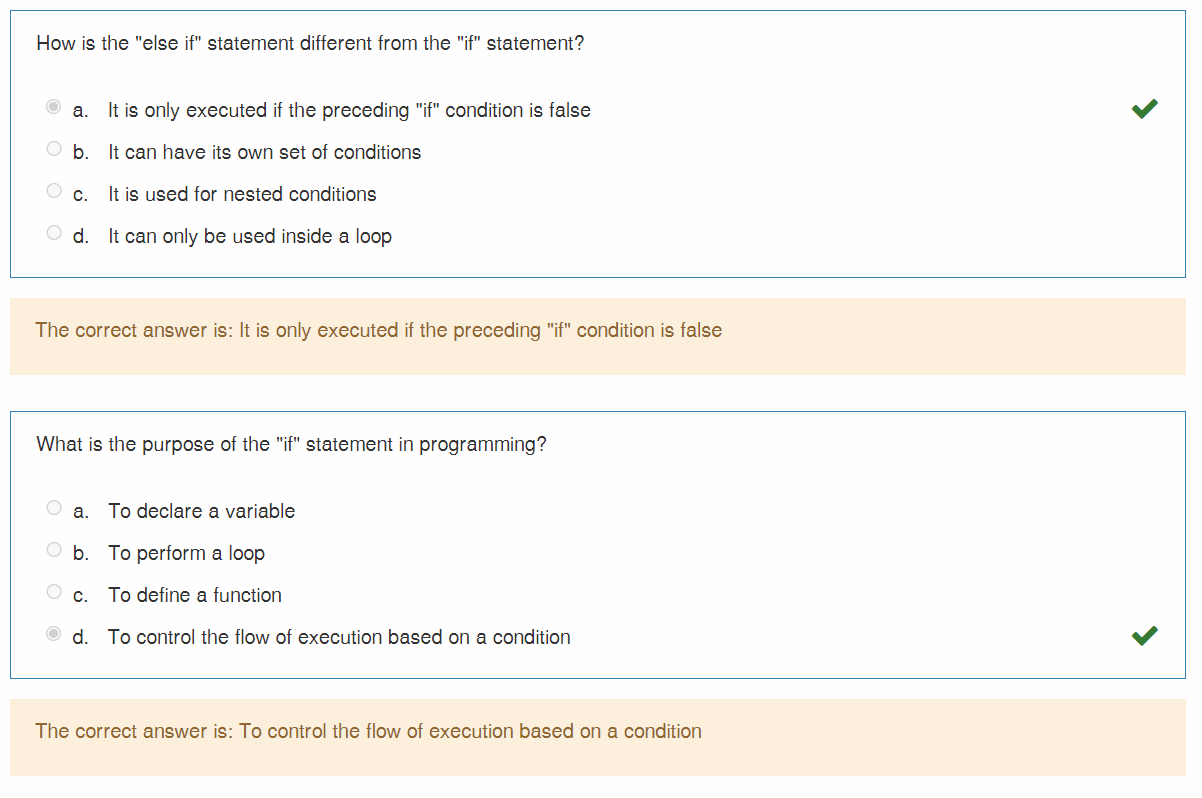 How is the "else if" statement different from the "if" statement?
a. It is only executed if the preceding "if" condition is false
b. It can have its own set of conditions
c. It is used for nested conditions
d. It can only be used inside a loop
The correct answer is: It is only executed if the preceding "if" condition is false
What is the purpose of the "if" statement in programming?
a. To declare a variable
b. To perform a loop
c. To define a function
d. To control the flow of execution based on a condition
The correct answer is: To control the flow of execution based on a condition